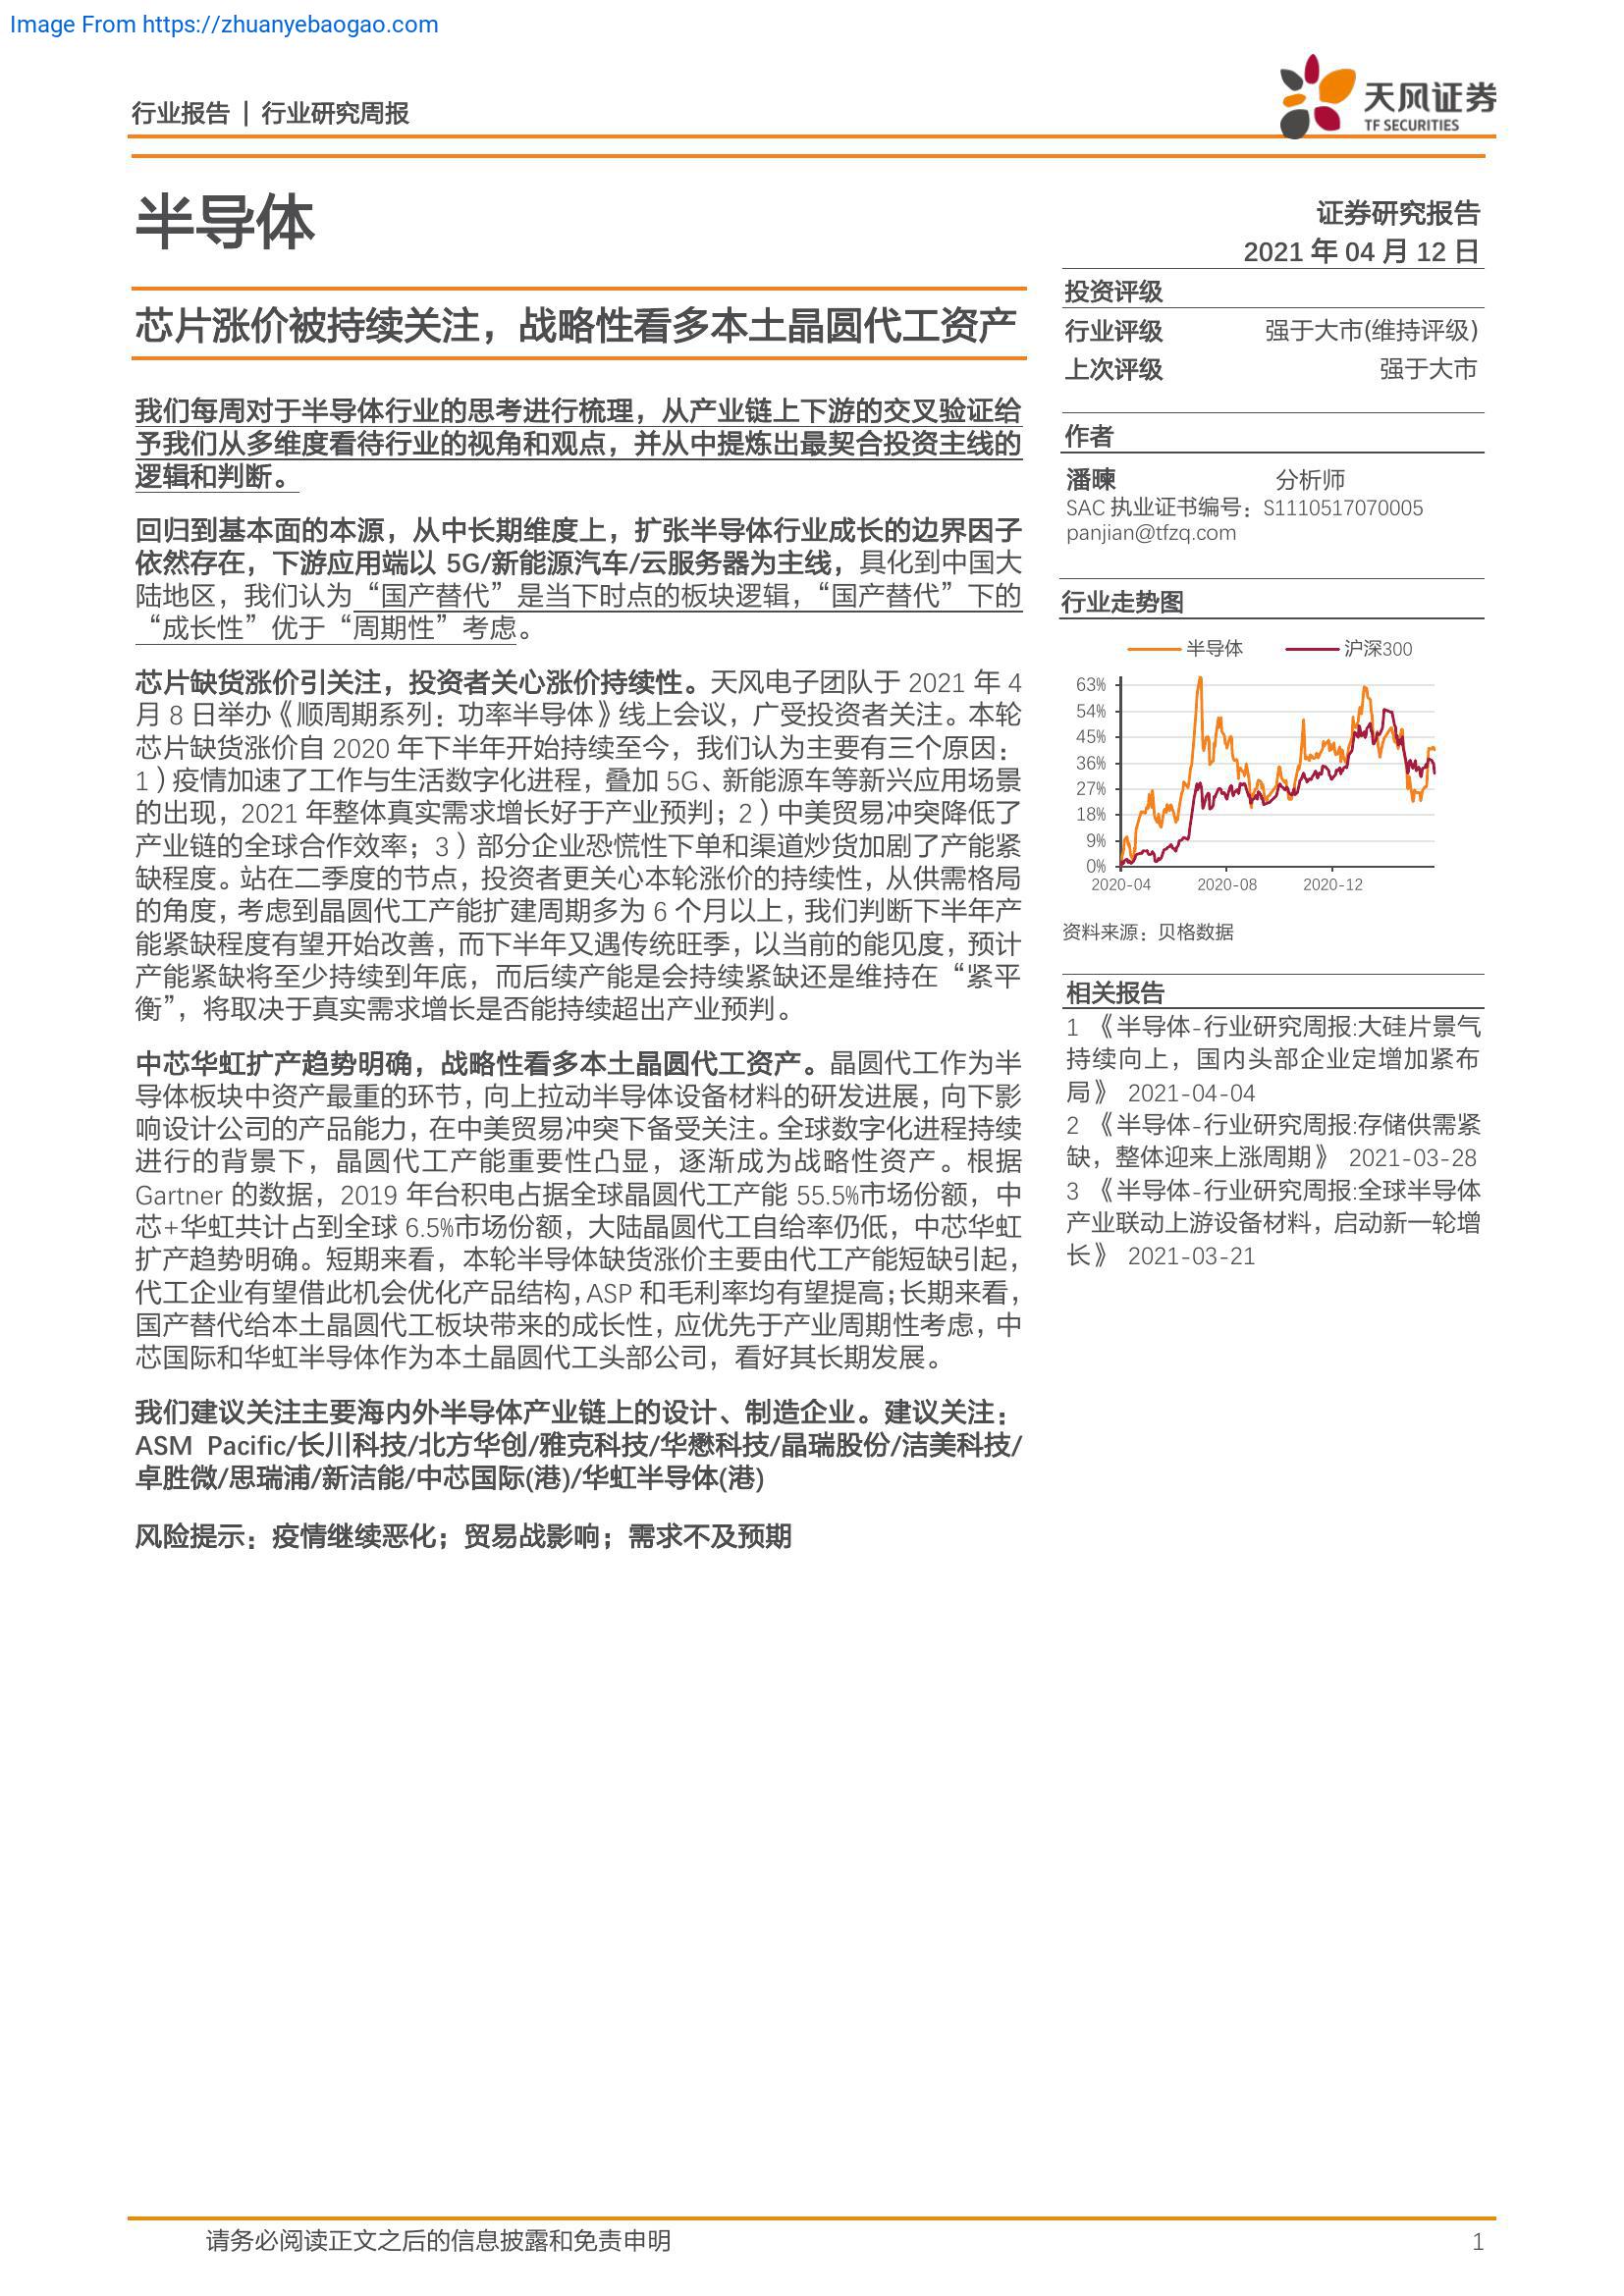 Image From https://zhuanyebaogao.com
行业报告 | 行业研究周报
天风证券
TF SECURITIES
半导体
芯片涨价被持续关注，战略性看多本土晶圆代工资产
我们每周对于半导体行业的思考进行梳理，从产业链上下游的交叉验证给
予我们从多维度看待行业的视角和观点，并从中提炼出最契合投资主线的
逻辑和判断。
回归到基本面的本源，从中长期维度上，扩张半导体行业成长的边界因子
依然存在，下游应用端以 5G/新能源汽车/云服务器为主线，具化到中国大
陆地区，我们认为“国产替代”是当下时点的板块逻辑，“国产替代”下的
“成长性”优于“周期性”考虑。
芯片缺货涨价引关注，投资者关心涨价持续性。天风电子团队于 2021 年 4
月 8 日举办《顺周期系列：功率半导体》线上会议，广受投资者关注。本轮
芯片缺货涨价自 2020 年下半年开始持续至今，我们认为主要有三个原因：
1）疫情加速了工作与生活数字化进程，叠加 5G、新能源车等新兴应用场景
的出现，2021 年整体真实需求增长好于产业预判；2）中美贸易冲突降低了
产业链的全球合作效率；3）部分企业恐慌性下单和渠道炒货加剧了产能紧
缺程度。站在二季度的节点，投资者更关心本轮涨价的持续性，从供需格局
的角度，考虑到晶圆代工产能扩建周期多为 6 个月以上，我们判断下半年产
能紧缺程度有望开始改善，而下半年又遇传统旺季，以当前的能见度，预计
产能紧缺将至少持续到年底，而后续产能是会持续紧缺还是维持在“紧平
衡”，将取决于真实需求增长是否能持续超出产业预判。
中芯华虹扩产趋势明确，战略性看多本土晶圆代工资产。晶圆代工作为半
导体板块中资产最重的环节，向上拉动半导体设备材料的研发进展，向下影
响设计公司的产品能力，在中美贸易冲突下备受关注。全球数字化进程持续
进行的背景下，晶圆代工产能重要性凸显，逐渐成为战略性资产。根据
Gartner 的数据，2019 年台积电占据全球晶圆代工产能 55.5%市场份额，中
芯+华虹共计占到全球 6.5%市场份额，大陆晶圆代工自给率仍低，中芯华虹
扩产趋势明确。短期来看，本轮半导体缺货涨价主要由代工产能短缺引起，
代工企业有望借此机会优化产品结构，ASP 和毛利率均有望提高；长期来看，
国产替代给本土晶圆代工板块带来的成长性，应优先于产业周期性考虑，中
芯国际和华虹半导体作为本土晶圆代工头部公司，看好其长期发展。
我们建议关注主要海内外半导体产业链上的设计、制造企业。建议关注：
ASM Pacific/长川科技/北方华创/雅克科技/华懋科技/晶瑞股份/洁美科技/
卓胜微/思瑞浦/新洁能/中芯国际(港)/华虹半导体(港)
风险提示：疫情继续恶化；贸易战影响；需求不及预期
证券研究报告
2021 年 04 月 12 日
投资评级
行业评级 强于大市(维持评级)
上次评级 强于大市
作者
潘暕 分析师
SAC 执业证书编号：S1110517070005
panjian@tfzq.com
行业走势图
半导体 沪深300
63%
54%
45%
36%
27%
18%
9%
0%
2020-04 2020-08 2020-12
资料来源：贝格数据
相关报告
1 《半导体-行业研究周报:大硅片景气
持续向上，国内头部企业定增加紧布
局》 2021-04-04
2 《半导体-行业研究周报:存储供需紧
缺，整体迎来上涨周期》 2021-03-28
3 《半导体-行业研究周报:全球半导体
产业联动上游设备材料，启动新一轮增
长》 2021-03-21
请务必阅读正文之后的信息披露和免责申明 1